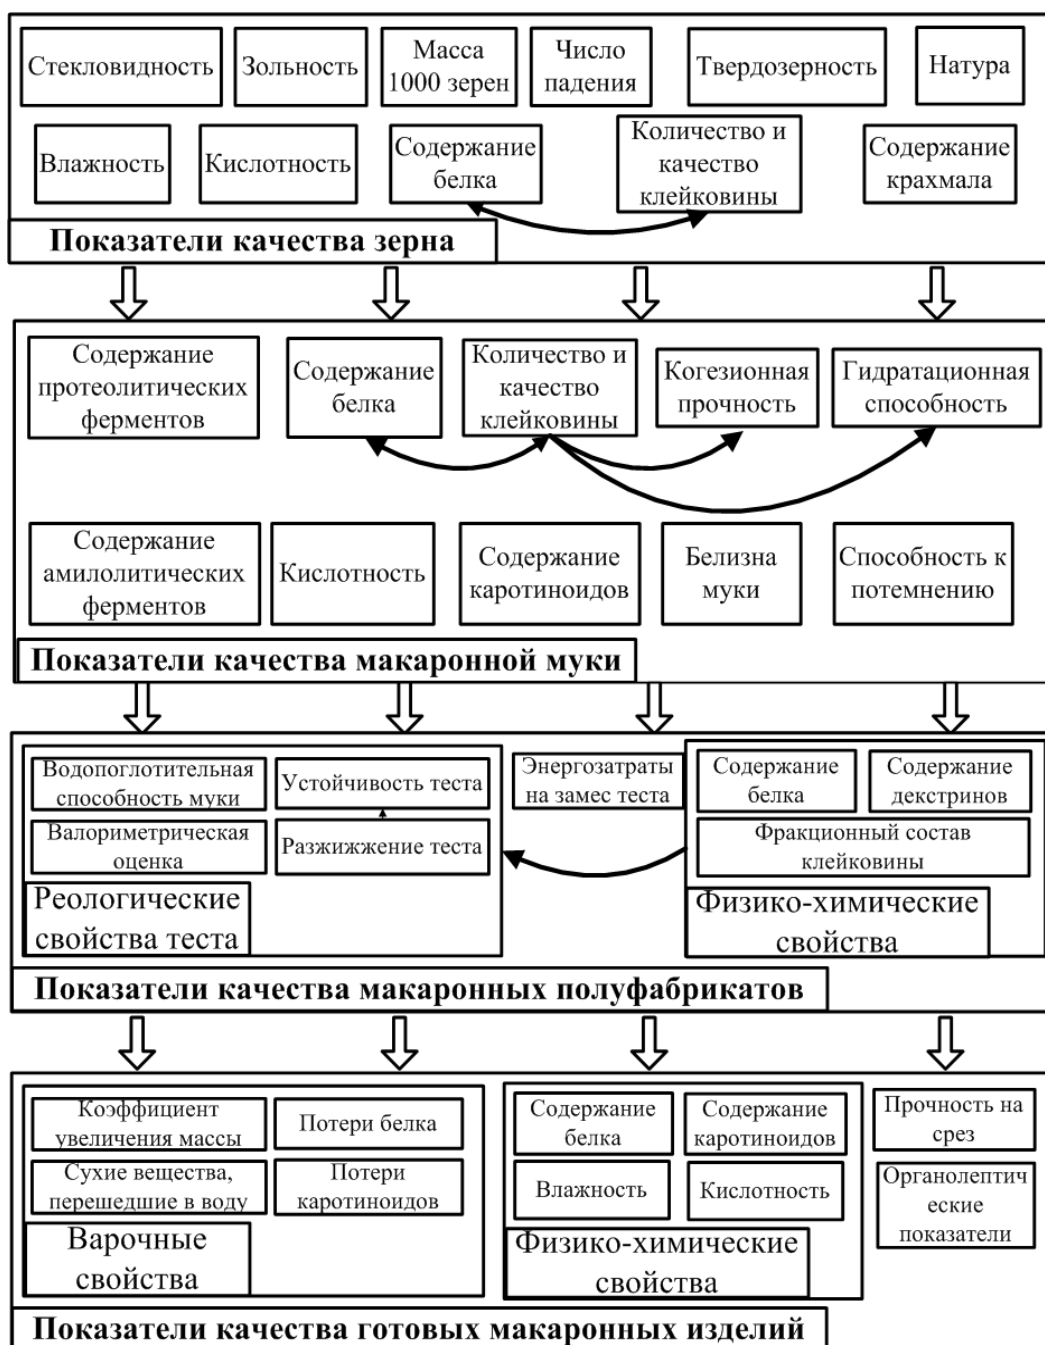 Стекловидность
Зольность
Масса
1000 зерен
Число
падения
Твердозерность
Натура
Влажность
Кислотность
Содержание
белка
Количество и
качество
клейковины
Содержание
крахмала
Показатели качества зерна
Содержание
протеолитических
ферментов
Содержание
белка
Количество и
качество
клейковины
Когезионная
прочность
Гидратационная
способность
Содержание
амилолитических
ферментов
Кислотность
Содержание
каротиноидов
Белизна
муки
Способность к
потемнению
Показатели качества макаронной муки
Водопоглотительная
способность муки
Устойчивость теста
Энергозатраты
на замес теста
Содержание
белка
Содержание
декстринов
Валориметрическая
оценка
Разжижжение теста
Фракционный состав
клейковины
Реологические
свойства теста
Физико-химические
свойства
Показатели качества макаронных полуфабрикатов
Коэффициент
увеличения массы
Потери белка
Содержание
белка
Содержание
каротиноидов
Прочность на
срез
Сухие вещества,
перешедшие в воду
Потери
каротиноидов
Влажность
Кислотность
Органолептич
еские
показатели
Варочные
свойства
Физико-химические
свойства
Показатели качества готовых макаронных изделий